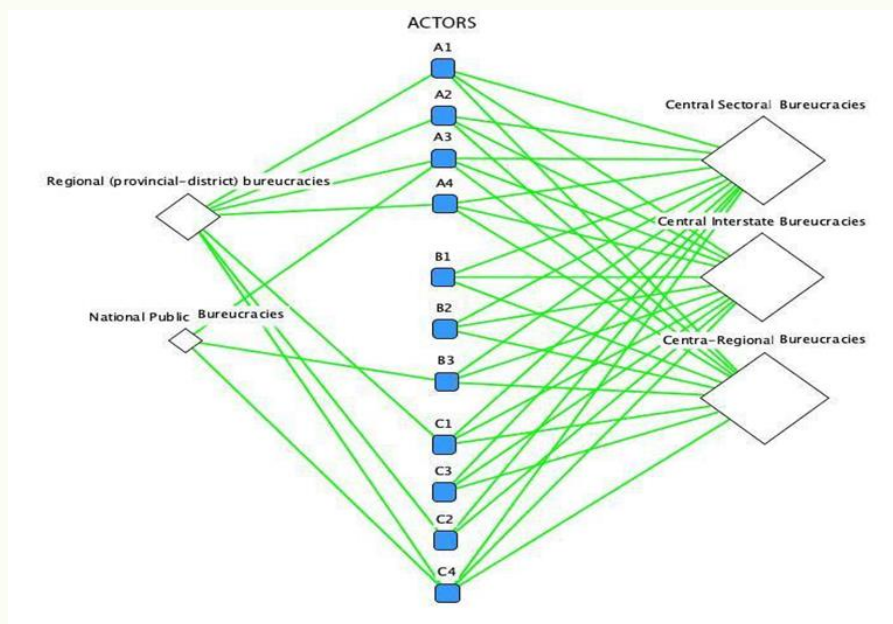 ACTORS
A1
A2
A3
A4
B1
B2
B3
C1
C3
C2
C4
Regional (provincial-district) bureucracies
National Public Bureucracies
Central Sectoral Bureucracies
Central Interstate Bureucracies
Centra-Regional Bureucracies